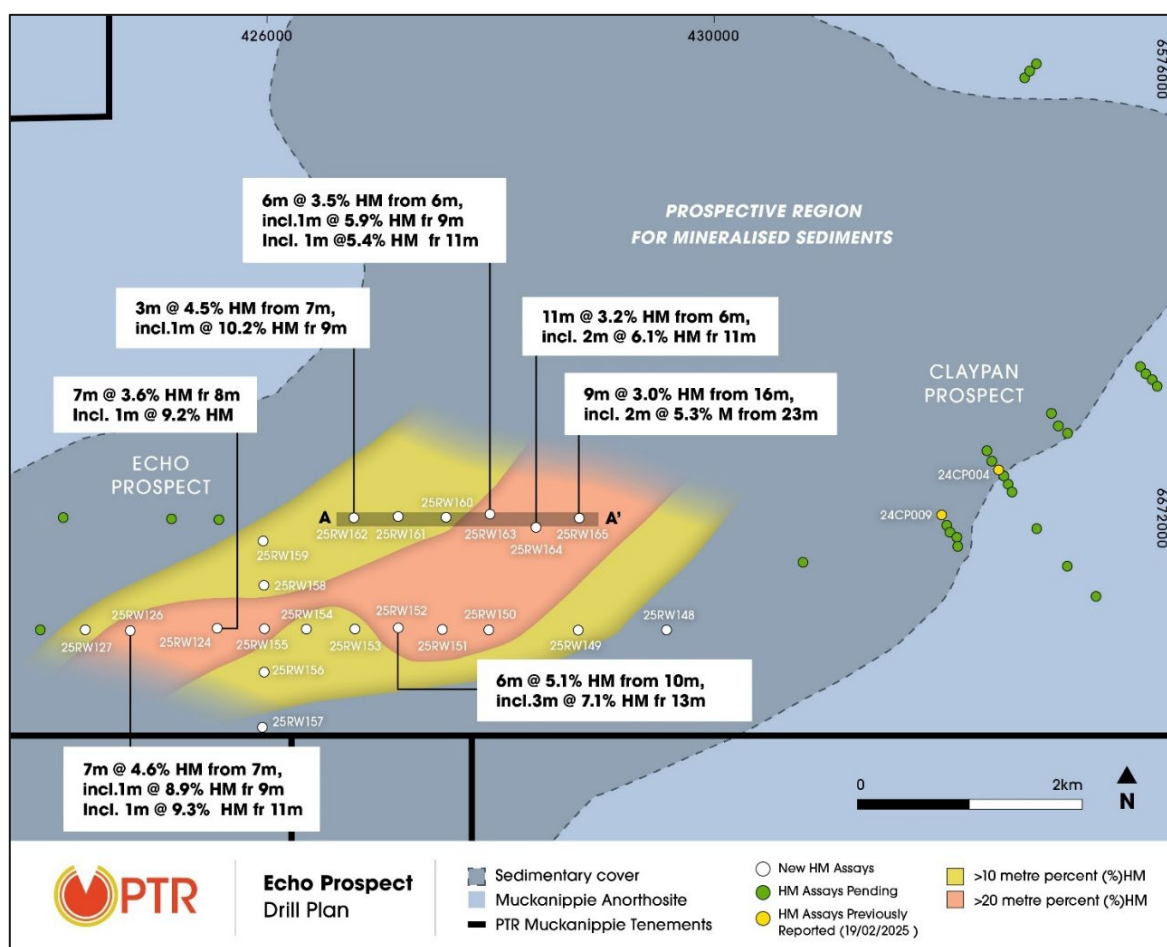 426000
430000
6576000
6m @ 3.5% HM from 6m,
incl.1m @ 5.9% HM fr 9m
Incl. 1m @5.4% HM fr 11m
PROSPECTIVE REGION
FOR MINERALISED SEDIMENTS
3m @ 4.5% HM from 7m,
incl.1m @ 10.2% HM fr 9m
11m @ 3.2% HM from 6m,
incl. 2m @ 6.1% HM fr 11m
7m @ 3.6% HM fr 8m
Incl. 1m @ 9.2% HM
9m @ 3.0% HM from 16m,
incl. 2m @ 5.3% M from 23m
CLAYPAN
PROSPECT
ECHO
PROSPECT
24CP004
24CP009
6672000
A
A'
25RW160
25RW162
25RW161
25RW163
25RW164
25RW165
25RW159
25RW158
25RW126
25RW154
25RW152
25RW150
25RW148
25RW127
25RW124
25RW155
25RW153
25RW151
25RW149
25RW156
25RW157
6m @ 5.1% HM from 10m,
incl.3m @ 7.1% HM fr 13m
7m @ 4.6% HM from 7m,
incl.1m @ 8.9% HM fr 9m
Incl. 1m @ 9.3% HM fr 11m
0
2km
N
PTR
Echo Prospect
Drill Plan
Sedimentary cover
Muckanippie Anorthosite
PTR Muckanippie Tenements
New HM Assays
HM Assays Pending
HM Assays Previously
Reported (19/02/2025 )
>10 metre percent (%)HM
>20 metre percent (%)HM